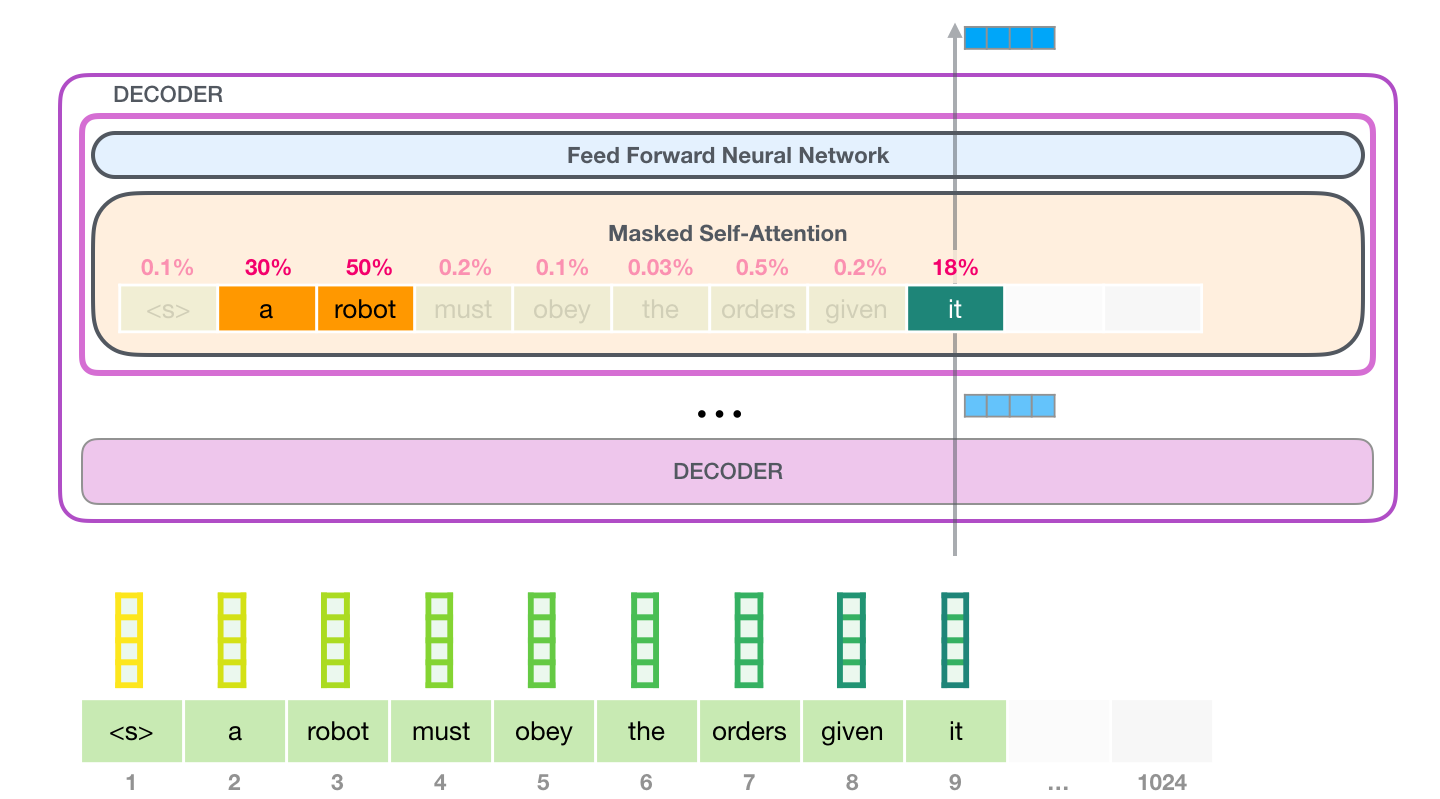 DECODER
Feed Forward Neural Network
Masked Self-Attention
0.1% 30% 50% 0.2% 0.1% 0.03% 0.5% 0.2% 18%
<s> a robot must obey the orders given it
...
DECODER
<s> a robot must obey the orders given it
1 2 3 4 5 6 7 8 9 ... 1024